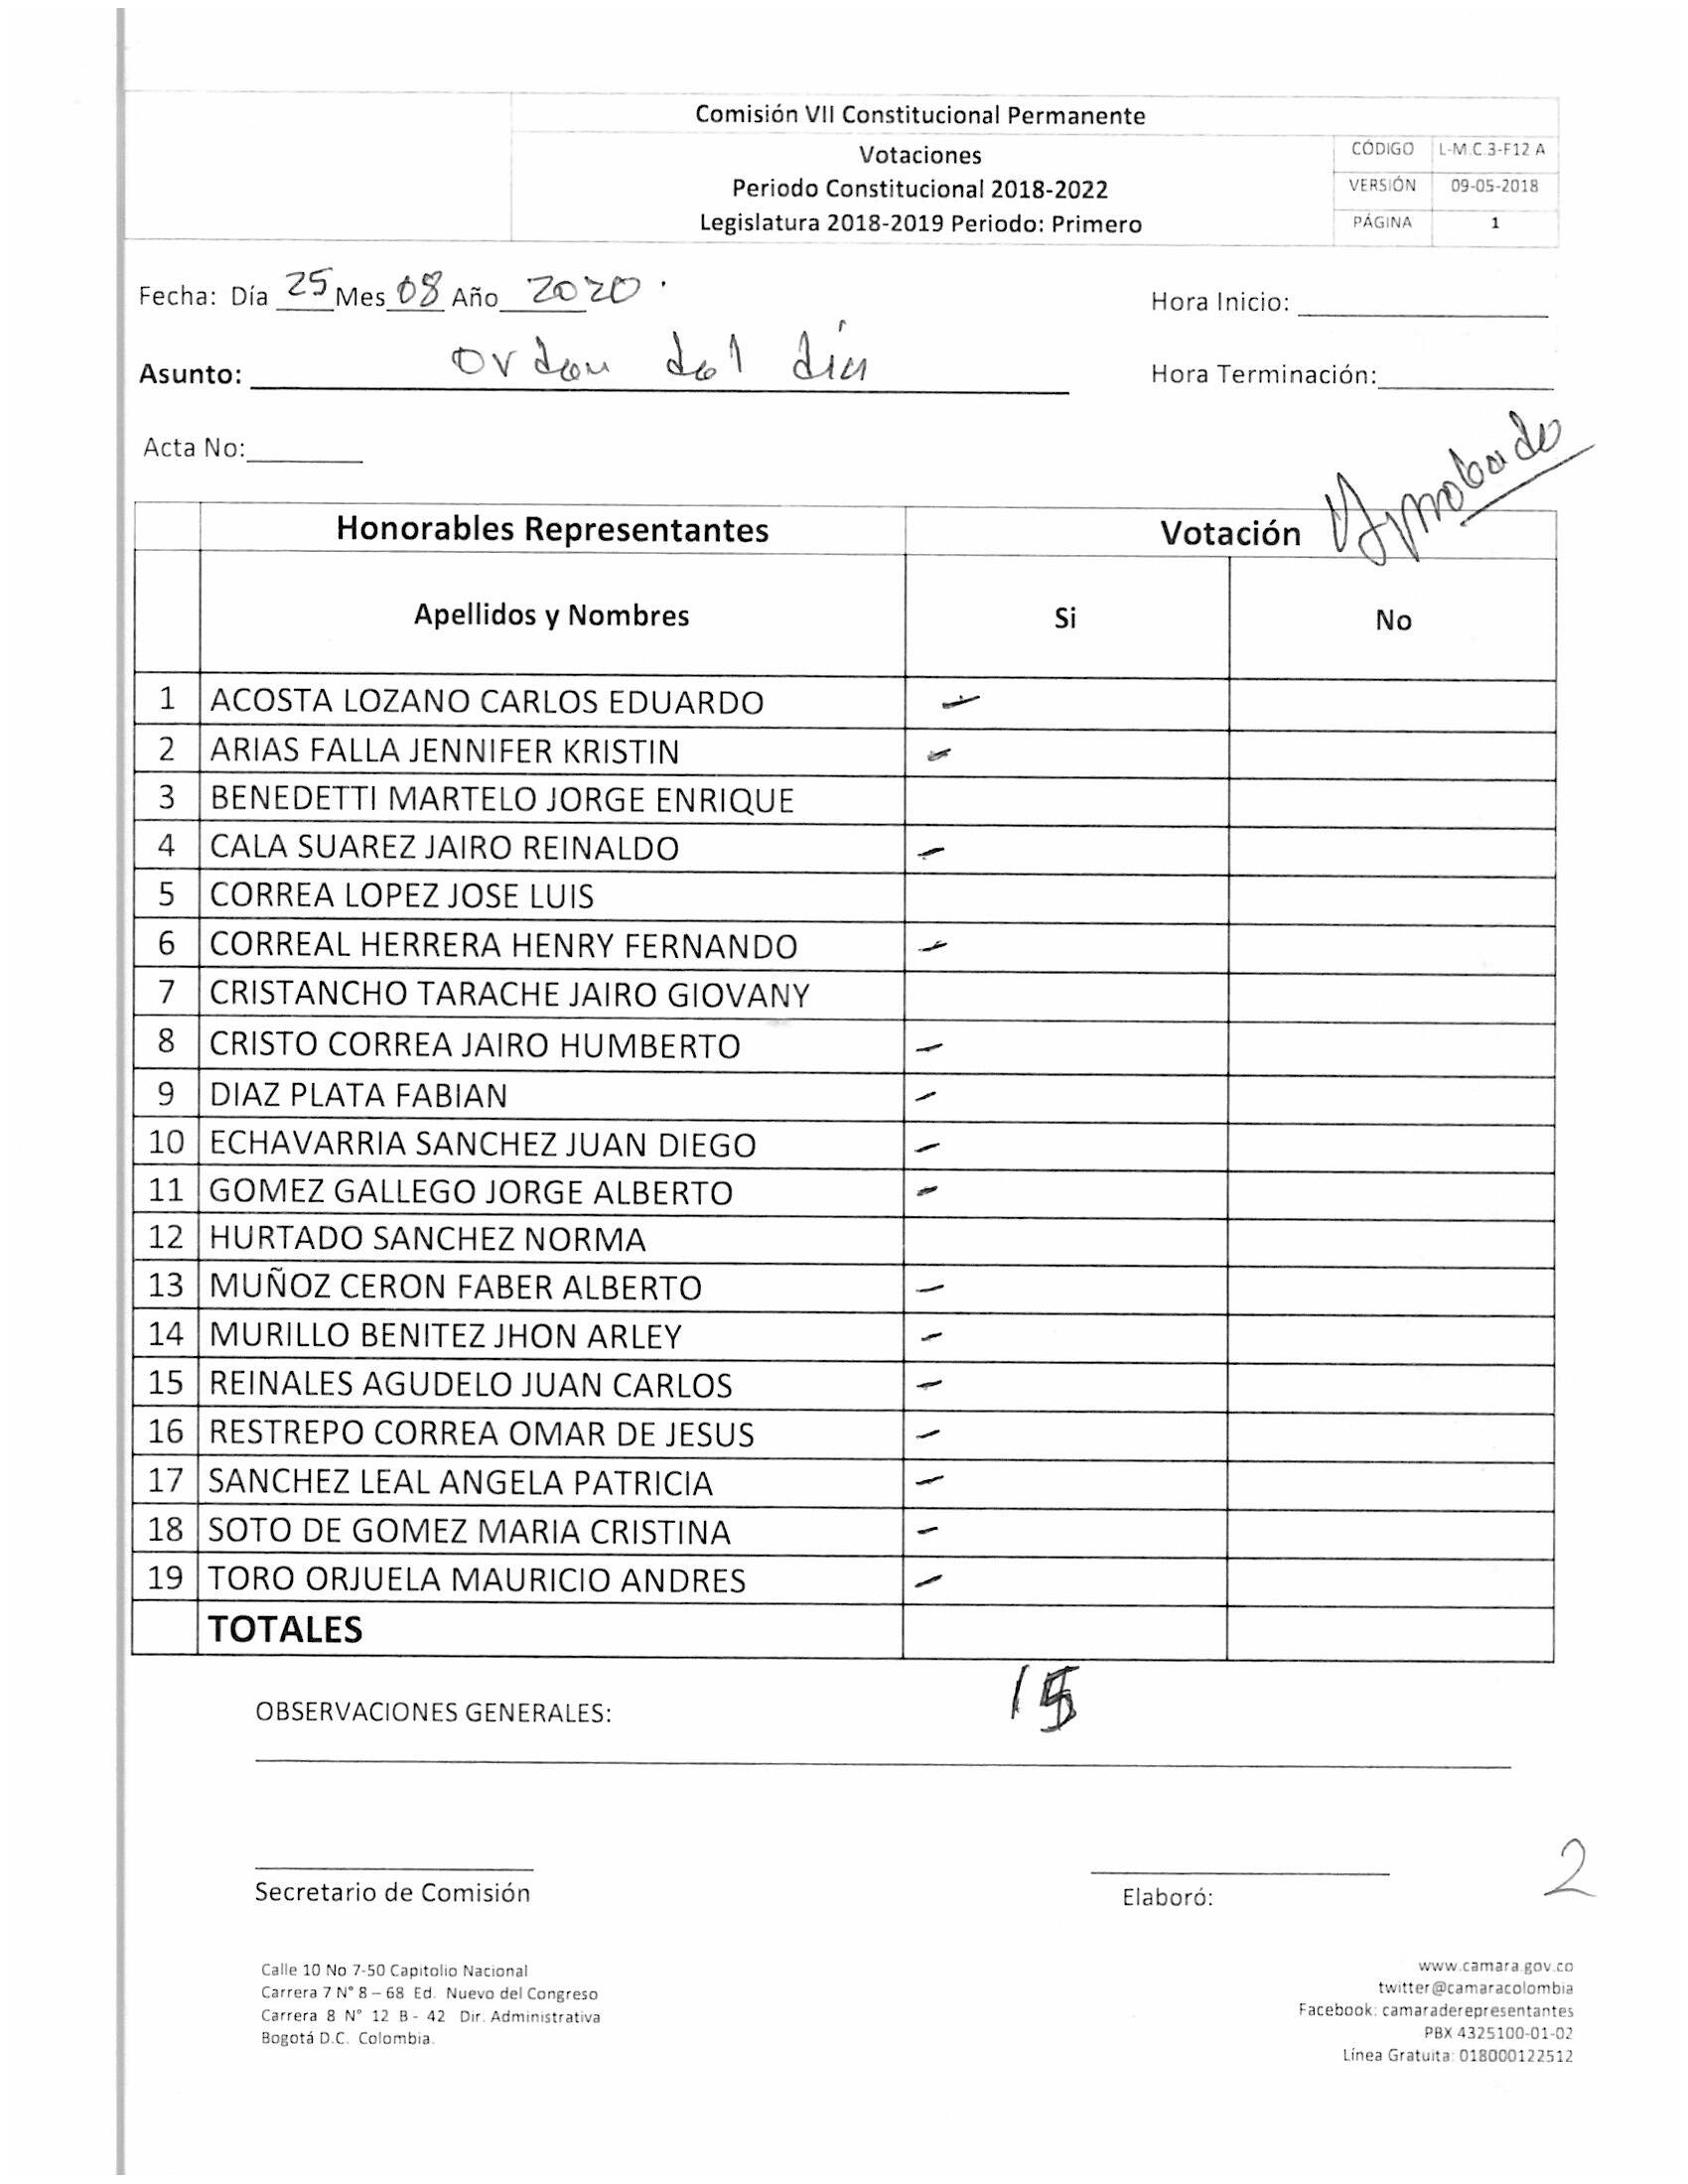 Comisión VII Constitucional Permanente
Votaciones
Periodo Constitucional 2018-2022
Legislatura 2018-2019 Periodo: Primero
CÓDIGO L-M.C.3-F12 A
VERSIÓN 09-05-2018
PÁGINA 1
Fecha: Día 25 Mes 08 Año 2020.
Hora Inicio:
Asunto: Orden del día
Hora Terminación:
Acta No:
Aprobado
Honorables Representantes Votación
Apellidos y Nombres Si No
1 ACOSTA LOZANO CARLOS EDUARDO –
2 ARIAS FALLA JENNIFER KRISTIN –
3 BENEDETTI MARTELO JORGE ENRIQUE
4 CALA SUAREZ JAIRO REINALDO –
5 CORREA LOPEZ JOSE LUIS
6 CORREAL HERRERA HENRY FERNANDO –
7 CRISTANCHO TARACHE JAIRO GIOVANY
8 CRISTO CORREA JAIRO HUMBERTO –
9 DIAZ PLATA FABIAN –
10 ECHAVARRIA SANCHEZ JUAN DIEGO –
11 GOMEZ GALLEGO JORGE ALBERTO –
12 HURTADO SANCHEZ NORMA
13 MUÑOZ CERON FABER ALBERTO –
14 MURILLO BENITEZ JHON ARLEY –
15 REINALES AGUDELO JUAN CARLOS –
16 RESTREPO CORREA OMAR DE JESUS –
17 SANCHEZ LEAL ANGELA PATRICIA –
18 SOTO DE GOMEZ MARIA CRISTINA –
19 TORO ORJUELA MAURICIO ANDRES –
TOTALES
15
OBSERVACIONES GENERALES:
Secretario de Comisión
Elaboró:
2
Calle 10 No 7-50 Capitolio Nacional
Carrera 7 N° 8 – 68 Ed. Nuevo del Congreso
Carrera 8 N° 12 B - 42 Dir. Administrativa
Bogotá D.C. Colombia.
www.camara.gov.co
twitter@camaracolombia
Facebook: camaraderepresentantes
PBX 4325100-01-02
Línea Gratuita: 018000122512